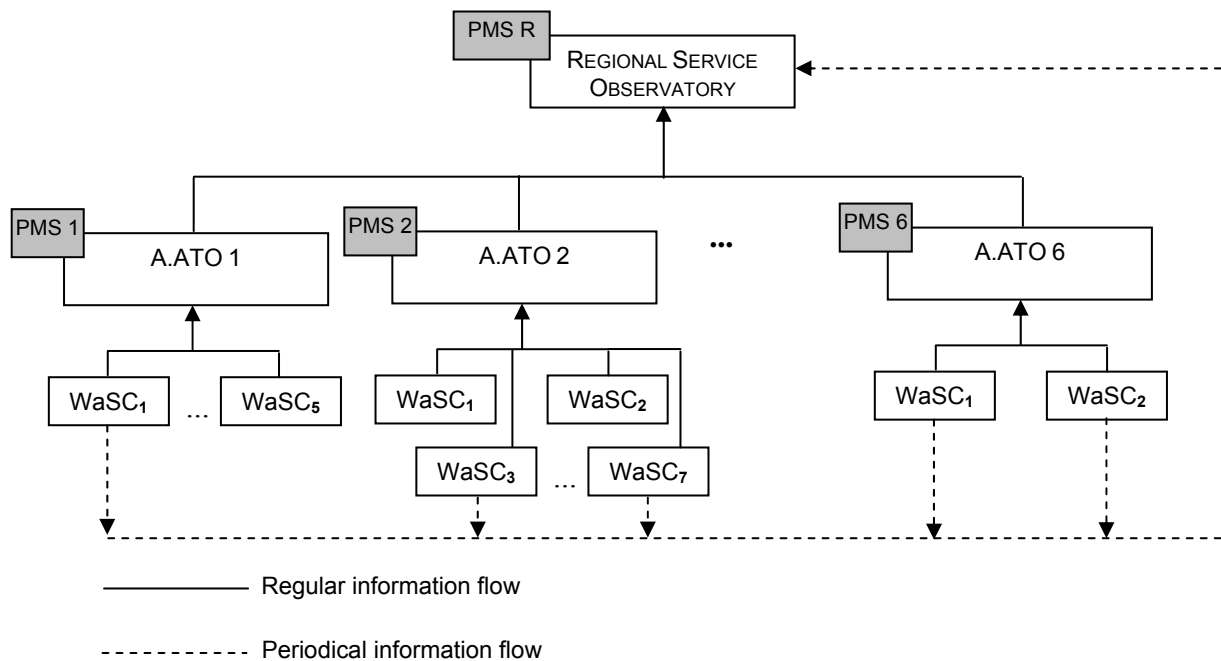 PMS R
REGIONAL SERVICE
OBSERVATORY
PMS 1
A.ATO 1
PMS 2
A.ATO 2
...
PMS 6
A.ATO 6
WaSC₁
...
WaSC₅
WaSC₁
WaSC₂
WaSC₃
...
WaSC₇
WaSC₁
WaSC₂
Regular information flow
Periodical information flow